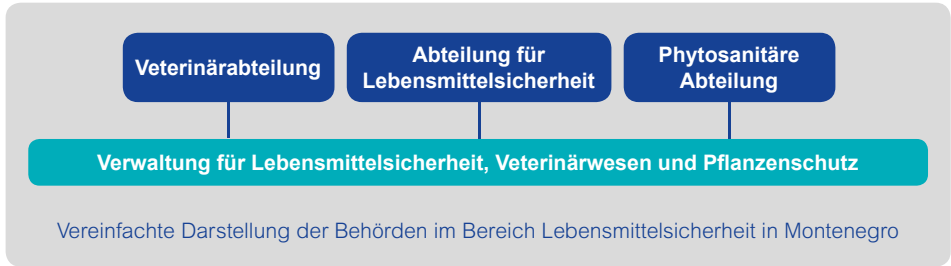 Veterinärabteilung
Abteilung für
Lebensmittelsicherheit
Phytosanitäre
Abteilung
Verwaltung für Lebensmittelsicherheit, Veterinärwesen und Pflanzenschutz
Vereinfachte Darstellung der Behörden im Bereich Lebensmittelsicherheit in Montenegro